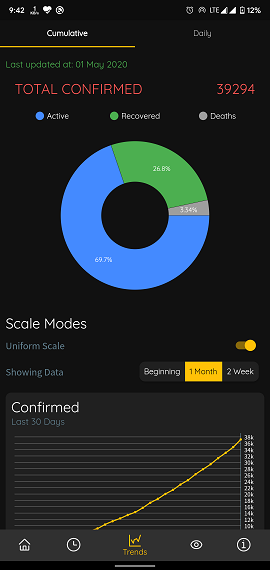 9:42 1 KB/s LTE 12%
Cumulative Daily
Last updated at: 01 May 2020
TOTAL CONFIRMED 39294
Active Recovered Deaths
26.8%
3.34%
69.7%
Scale Modes
Uniform Scale
Showing Data Beginning 1 Month 2 Week
Confirmed
Last 30 Days
38k
36k
34k
32k
30k
28k
26k
24k
22k
20k
18k
16k
14k
12k
10k
Trends